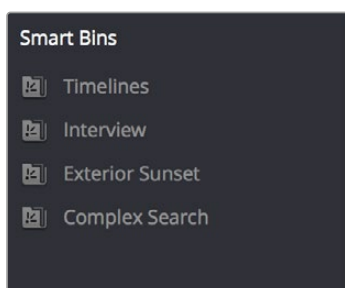 Smart Bins
Timelines
Interview
Exterior Sunset
Complex Search